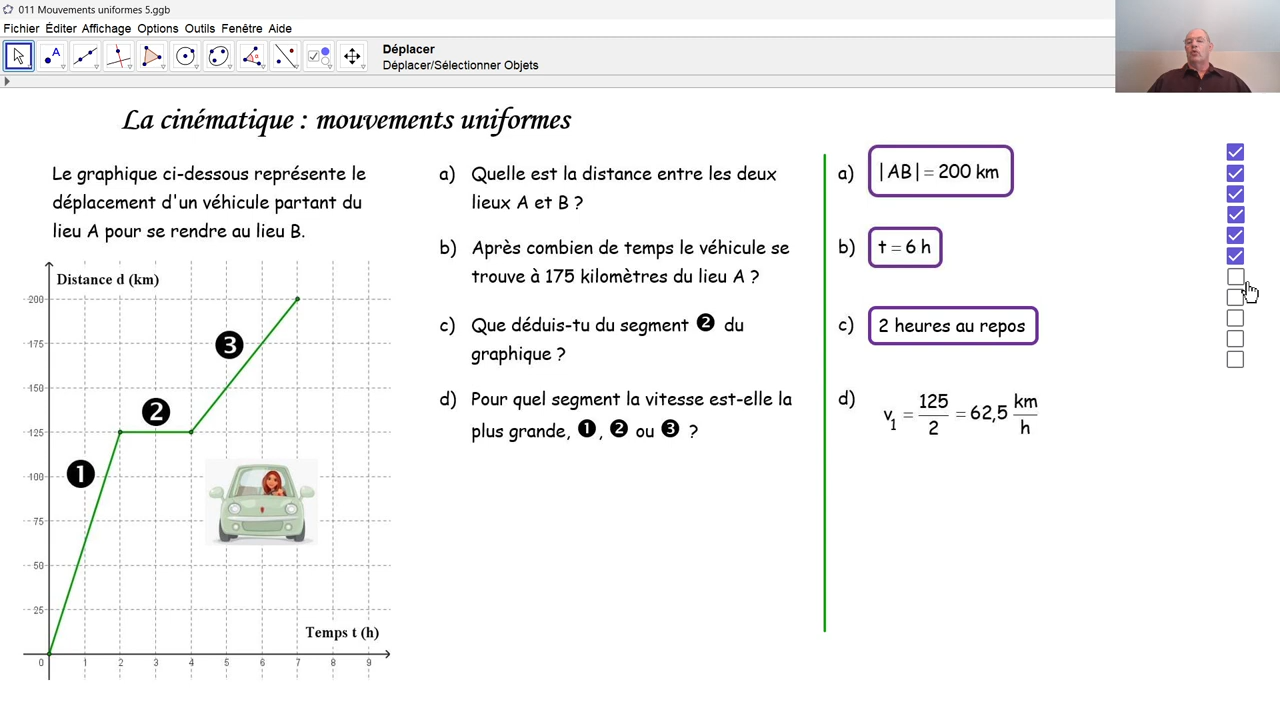 011 Mouvements uniformes 5.ggb
Fichier Éditer Affichage Options Outils Fenêtre Aide
A
Déplacer
Déplacer/Sélectionner Objets
La cinématique : mouvements uniformes
Le graphique ci-dessous représente le
déplacement d'un véhicule partant du
lieu A pour se rendre au lieu B.
Distance d (km)
200
175
150
125
100
75
50
25
0 1 2 3 4 5 6 7 8 9
Temps t (h)
❶
❷
❸
a) Quelle est la distance entre les deux
lieux A et B ?
b) Après combien de temps le véhicule se
trouve à 175 kilomètres du lieu A ?
c) Que déduis-tu du segment ❷ du
graphique ?
d) Pour quel segment la vitesse est-elle la
plus grande, ❶, ❷ ou ❸ ?
a) |AB| = 200 km
b) t = 6 h
c) 2 heures au repos
d) v₁ = 125/2 = 62,5 km/h